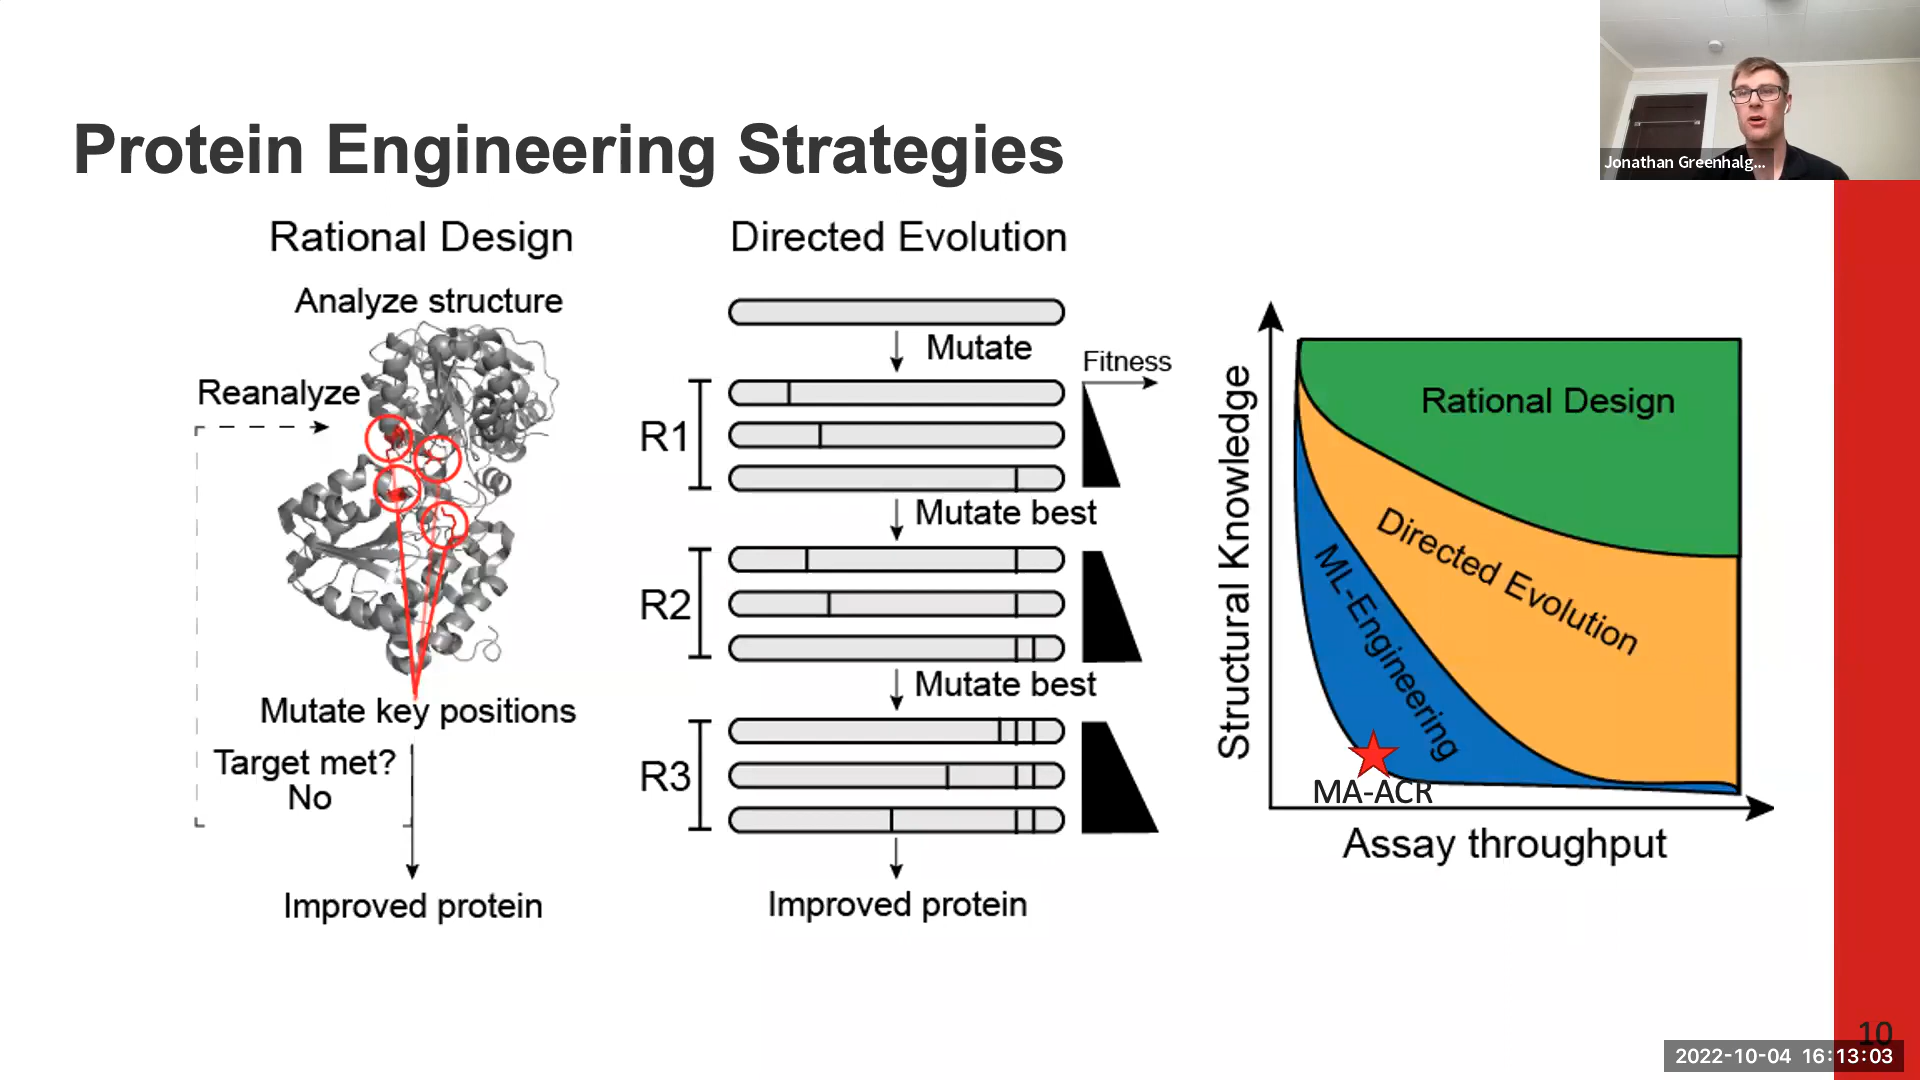 Jonathan Greenhalg...
Protein Engineering Strategies
Rational Design
Analyze structure
Reanalyze
Mutate key positions
Target met?
No
Improved protein
Directed Evolution
Mutate
Fitness
R1
Mutate best
R2
Mutate best
R3
Improved protein
Structural Knowledge
Rational Design
Directed Evolution
ML-Engineering
MA-ACR
Assay throughput
10
2022-10-04 16:13:03